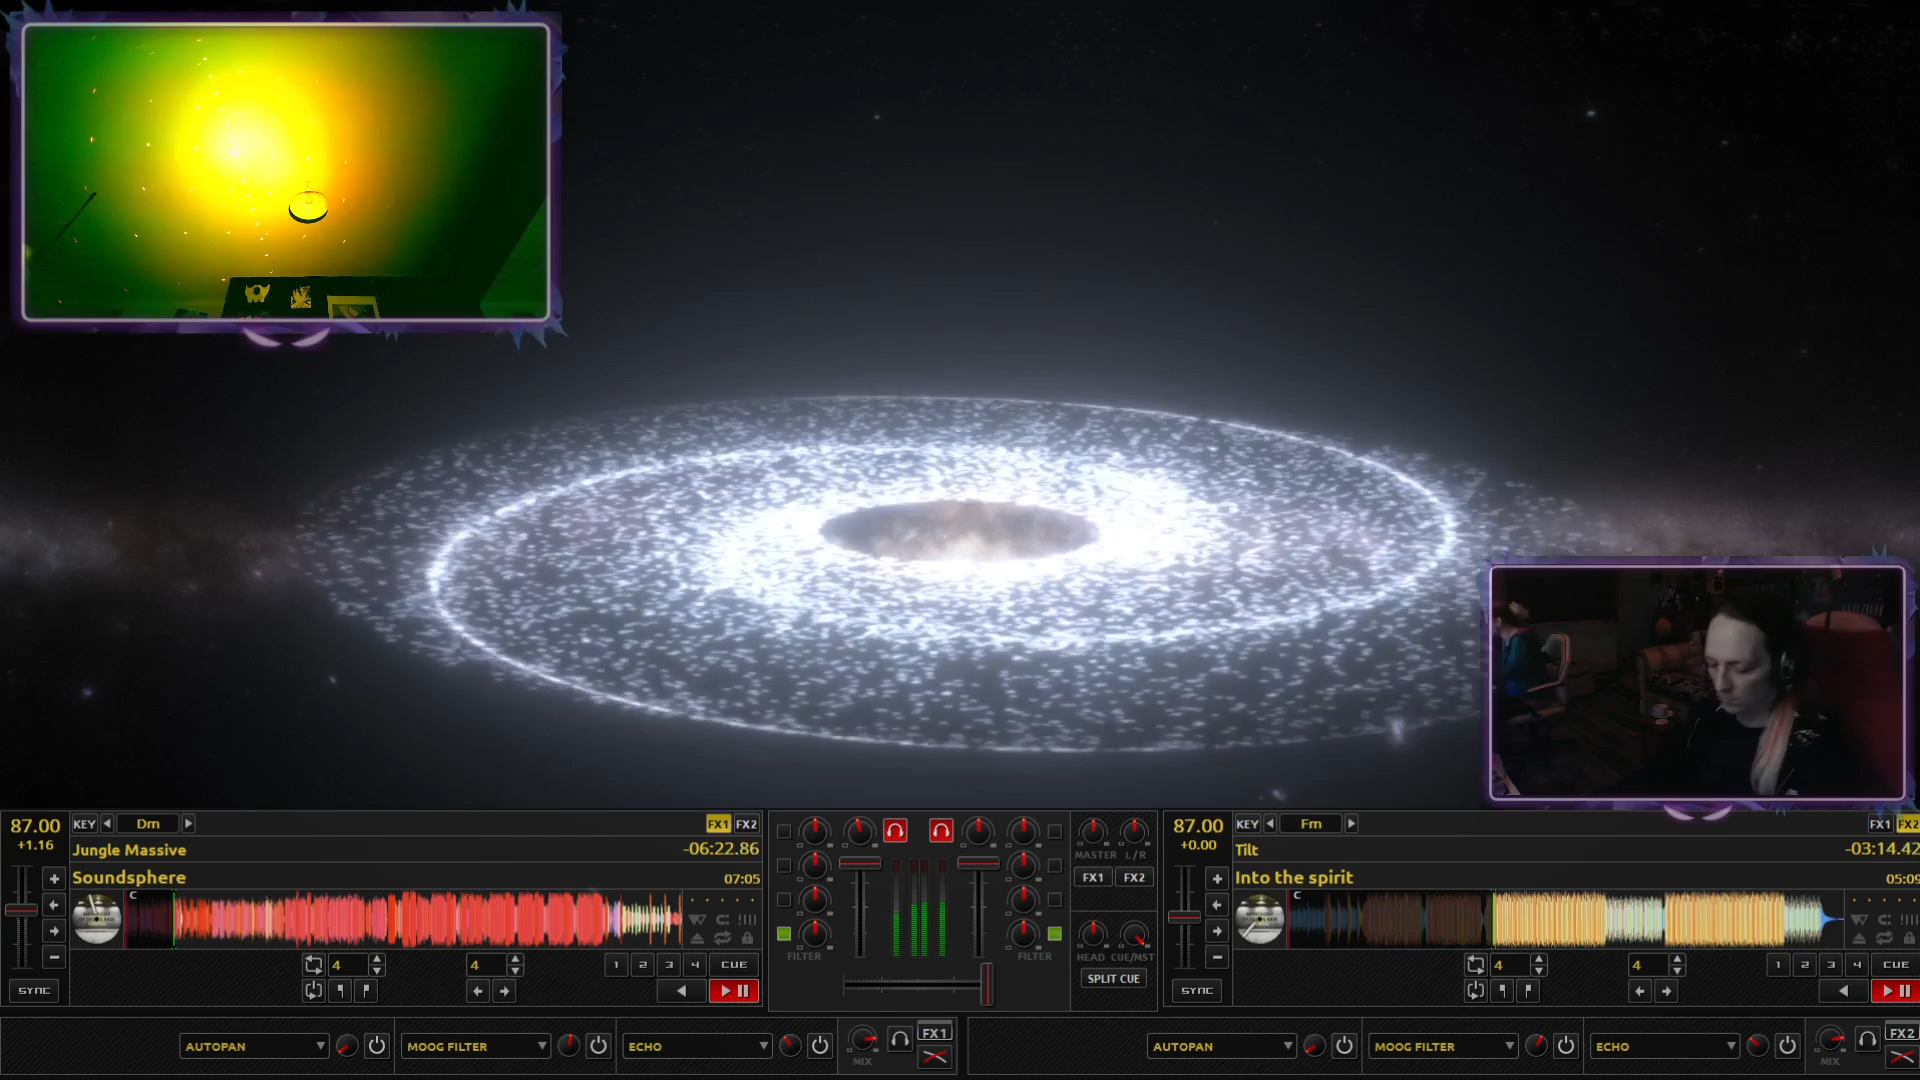 87.00
+1.16
KEY Dm
FX1 FX2
Jungle Massive
-06:22.86
Soundsphere
07:05
C
4
4
1 2 3 4 CUE
SYNC
FILTER
FILTER
MASTER L/R
FX1 FX2
HEAD CUE/MST
SPLIT CUE
87.00
+0.00
KEY Fm
FX1 FX2
Tilt
-03:14.42
Into the spirit
05:09
C
4
4
1 2 3 4 CUE
SYNC
AUTOPAN MOOG FILTER ECHO MIX FX1
AUTOPAN MOOG FILTER ECHO MIX FX2